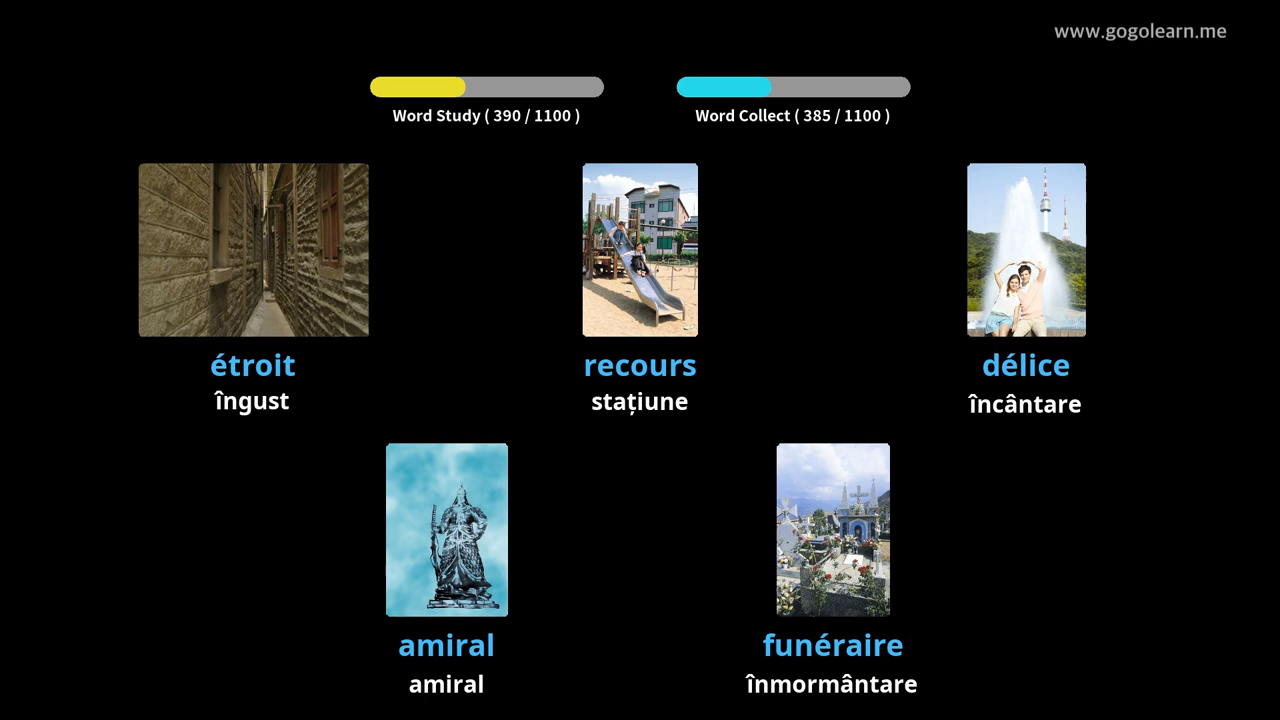 www.gogolearn.me
Word Study ( 390 / 1100 )
Word Collect ( 385 / 1100 )
étroit
îngust
recours
stațiune
délice
încântare
amiral
amiral
funéraire
înmormântare